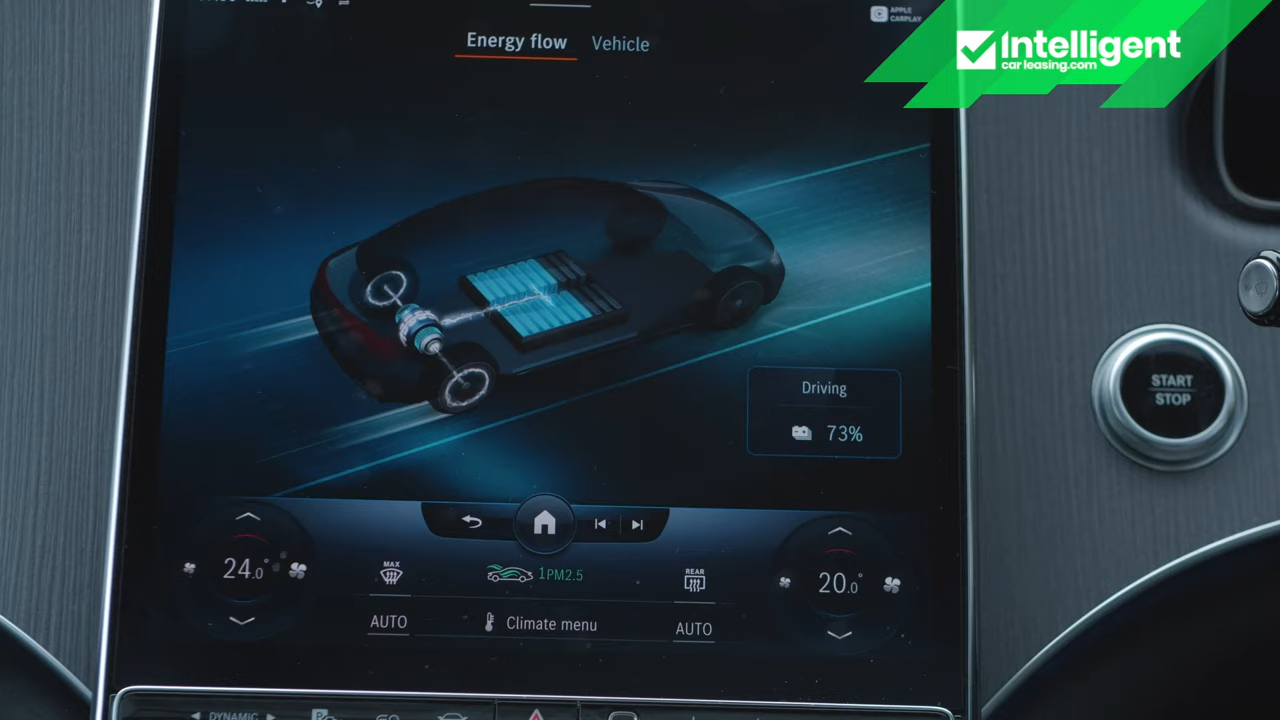 APPLE
CARPLAY
Energy flow
Vehicle
Intelligent
carleasing.com
Driving
73%
START
STOP
24.0°
MAX
1PM2.5
REAR
20.0°
AUTO
Climate menu
AUTO
DYNAMIC